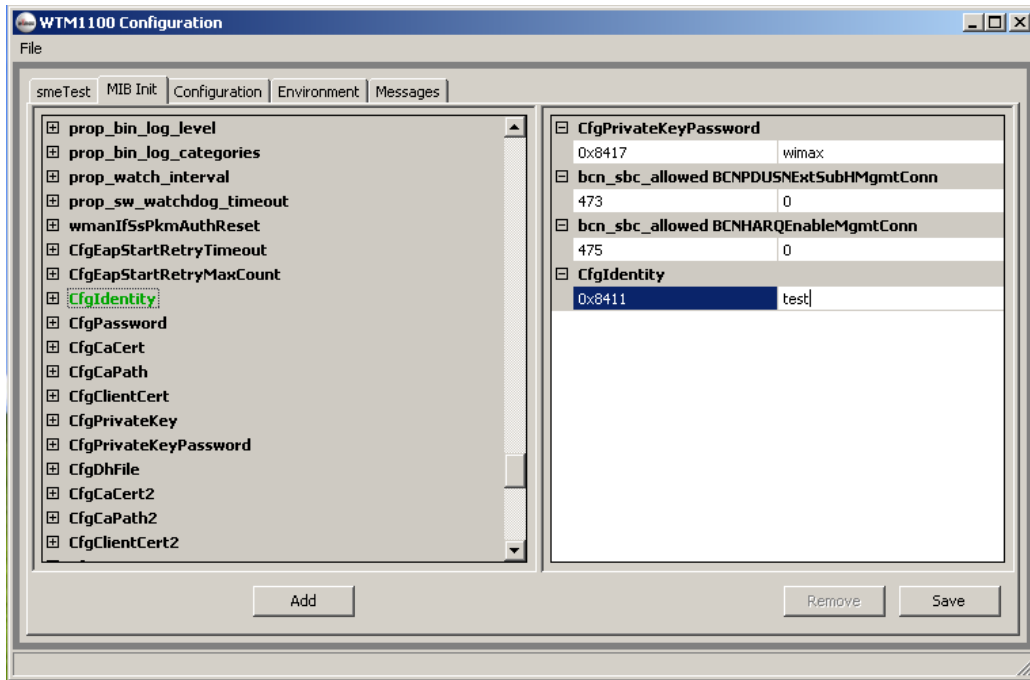 WTM1100 Configuration
File
smeTest MIB Init Configuration Environment Messages
prop_bin_log_level
prop_bin_log_categories
prop_watch_interval
prop_sw_watchdog_timeout
wmanIfSsPkmAuthReset
CfgEapStartRetryTimeout
CfgEapStartRetryMaxCount
CfgIdentity
CfgPassword
CfgCaCert
CfgCaPath
CfgClientCert
CfgPrivateKey
CfgPrivateKeyPassword
CfgDhFile
CfgCaCert2
CfgCaPath2
CfgClientCert2
CfgPrivateKeyPassword
0x8417 wimax
bcn_sbc_allowed BCNPDUSNExtSubHMgmtConn
473 0
bcn_sbc_allowed BCNHARQEnableMgmtConn
475 0
CfgIdentity
0x8411 test
Add
Remove Save